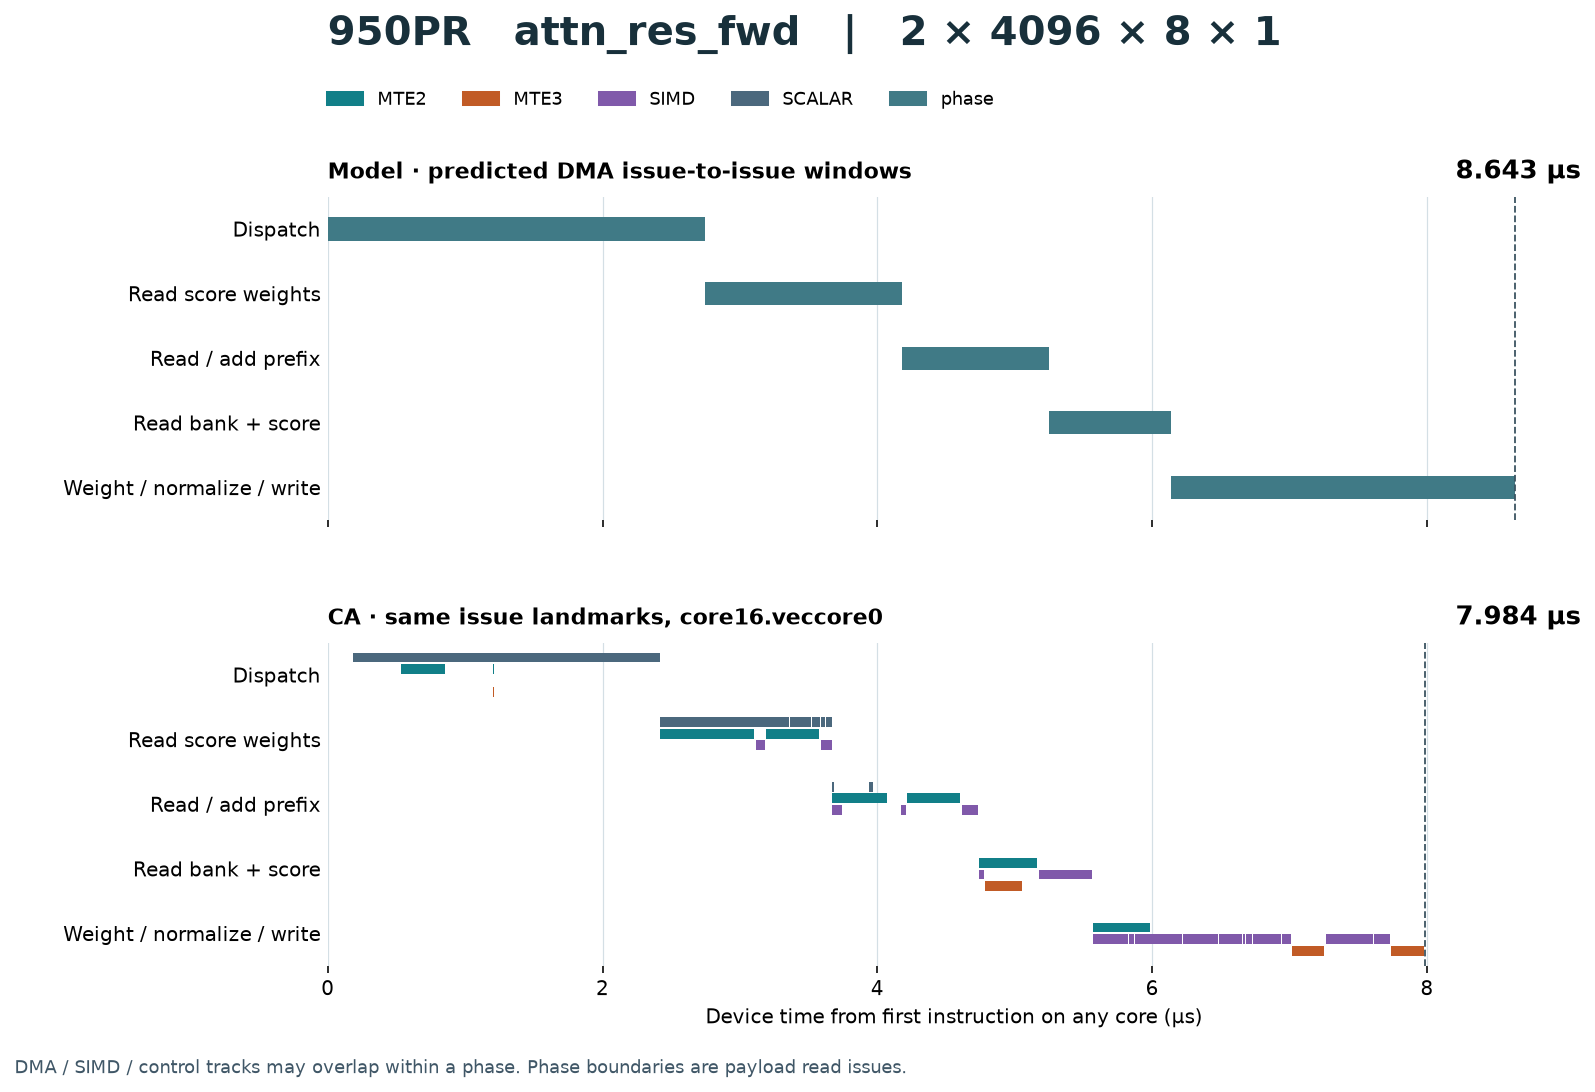 950PR attn_res_fwd | 2 × 4096 × 8 × 1
MTE2 MTE3 SIMD SCALAR phase
Model · predicted DMA issue-to-issue windows 8.643 µs
Dispatch
Read score weights
Read / add prefix
Read bank + score
Weight / normalize / write
CA · same issue landmarks, core16.veccore0 7.984 µs
Dispatch
Read score weights
Read / add prefix
Read bank + score
Weight / normalize / write
0 2 4 6 8
Device time from first instruction on any core (µs)
DMA / SIMD / control tracks may overlap within a phase. Phase boundaries are payload read issues.